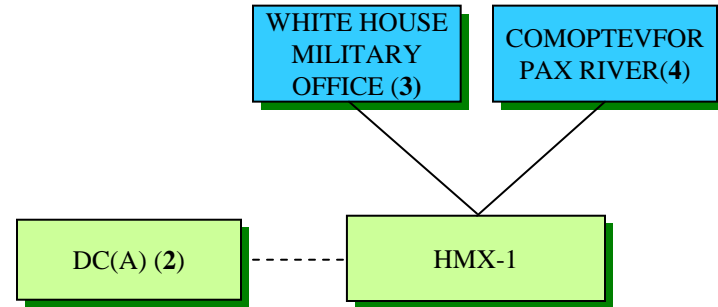 WHITE HOUSE
MILITARY
OFFICE (3)
COMOPTEVFOR
PAX RIVER(4)
DC(A) (2)
HMX-1